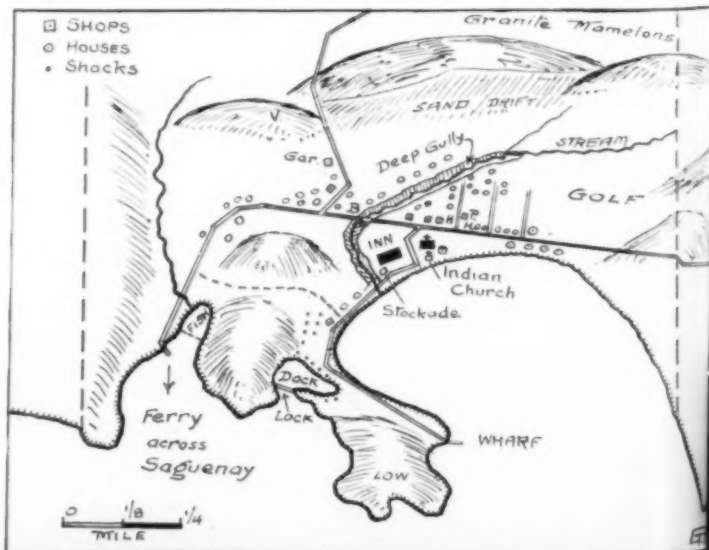 SHOPS
HOUSES
Shacks
Granite Mamelons
SAND DRIFT
Gar.
Deep Gully
STREAM
GOLF
B
H
P
H
INN
Indian
Church
Stockade
FISH
Dock
Lock
Ferry
across
Saguenay
WHARF
LOW
0 1/8 1/4
MILE